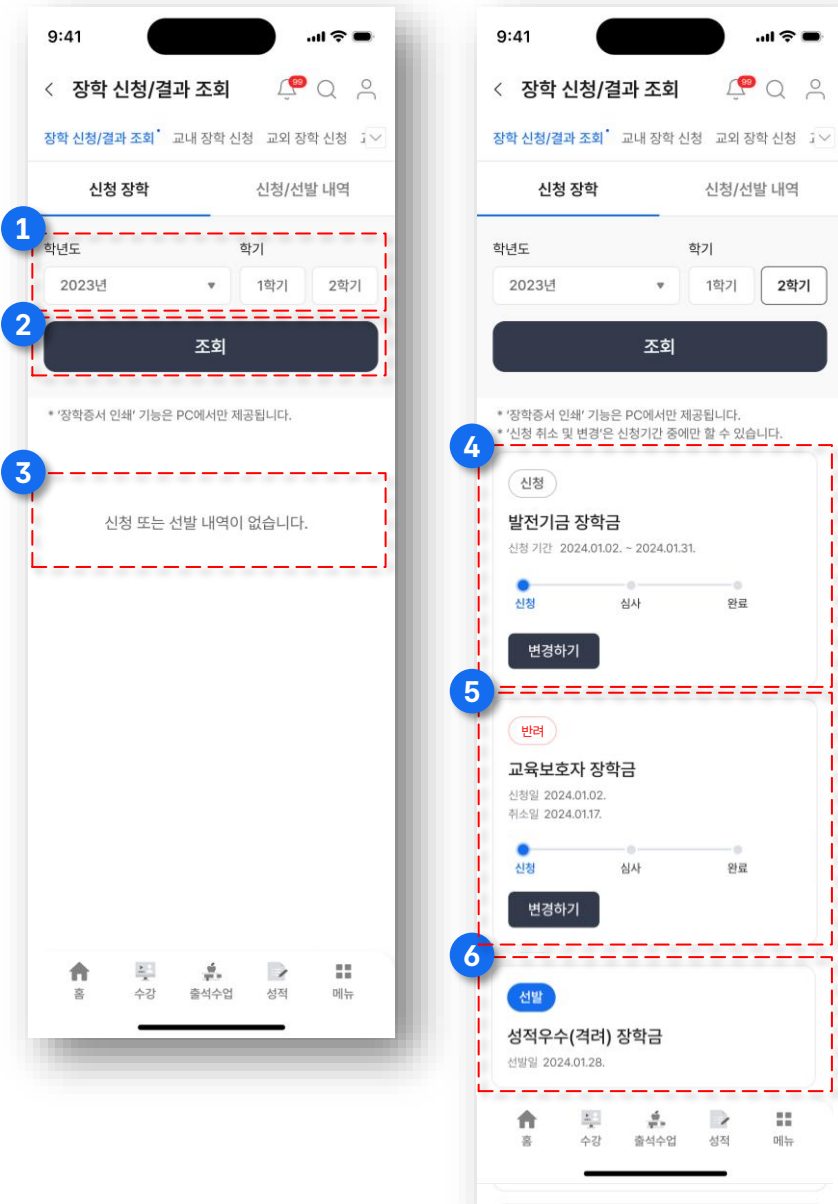 9:41
장학 신청/결과 조회
99
장학 신청/결과 조회 교내 장학 신청 교외 장학 신청
신청 장학 신청/선발 내역
1
학년도 학기
2023년 1학기 2학기
2
조회
* '장학증서 인쇄' 기능은 PC에서만 제공됩니다.
3
신청 또는 선발 내역이 없습니다.
홈 수강 출석수업 성적 메뉴
9:41
장학 신청/결과 조회
99
장학 신청/결과 조회 교내 장학 신청 교외 장학 신청
신청 장학 신청/선발 내역
학년도 학기
2023년 1학기 2학기
조회
* '장학증서 인쇄' 기능은 PC에서만 제공됩니다.
* '신청 취소 및 변경'은 신청기간 중에만 할 수 있습니다.
4
신청
발전기금 장학금
신청 기간 2024.01.02. ~ 2024.01.31.
신청 심사 완료
변경하기
5
반려
교육보호자 장학금
신청일 2024.01.02.
취소일 2024.01.17.
신청 심사 완료
변경하기
6
선발
성적우수(격려) 장학금
선발일 2024.01.28.
홈 수강 출석수업 성적 메뉴